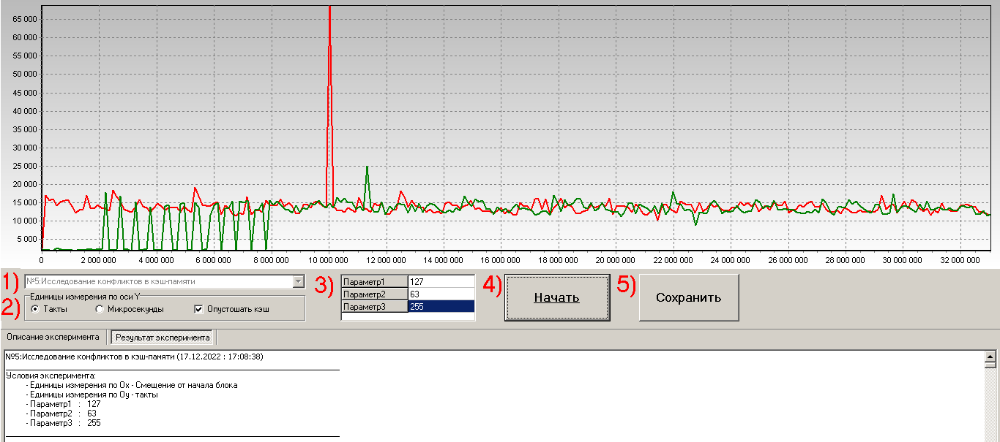 65 000
60 000
55 000
50 000
45 000
40 000
35 000
30 000
25 000
20 000
15 000
10 000
5 000
0 2 000 000 4 000 000 6 000 000 8 000 000 10 000 000 12 000 000 14 000 000 16 000 000 18 000 000 20 000 000 22 000 000 24 000 000 26 000 000 28 000 000 30 000 000 32 000 000
1) №5:Исследование конфликтов в кэш-памяти
2) Единицы измерения по оси Y
Такты Микросекунды Опустошать кэш
3) Параметр1 127
Параметр2 63
Параметр3 255
4) Начать
5) Сохранить
Описание эксперимента Результат эксперимента
№5:Исследование конфликтов в кэш-памяти (17.12.2022 : 17:08:38)
Условия эксперимента:
- Единицы измерения по Ox - Смещение от начала блока
- Единицы измерения по Oy - такты
- Параметр1 : 127
- Параметр2 : 63
- Параметр3 : 255